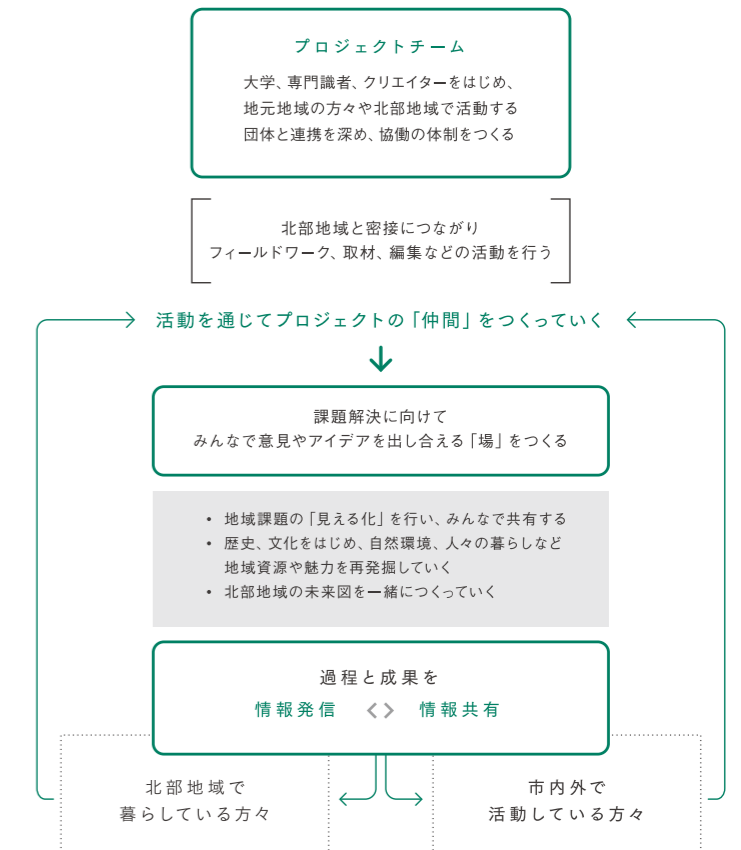 プロジェクトチーム
大学、専門識者、クリエイターをはじめ、
地元地域の方々や北部地域で活動する
団体と連携を深め、協働の体制をつくる
北部地域と密接につながり
フィールドワーク、取材、編集などの活動を行う
活動を通じてプロジェクトの「仲間」をつくっていく
課題解決に向けて
みんなで意見やアイデアを出し合える「場」をつくる
• 地域課題の「見える化」を行い、みんなで共有する
• 歴史、文化をはじめ、自然環境、人々の暮らしなど
地域資源や魅力を再発掘していく
• 北部地域の未来図を一緒につくっていく
過程と成果を
情報発信 <> 情報共有
北部地域で
暮らしている方々
市内外で
活動している方々